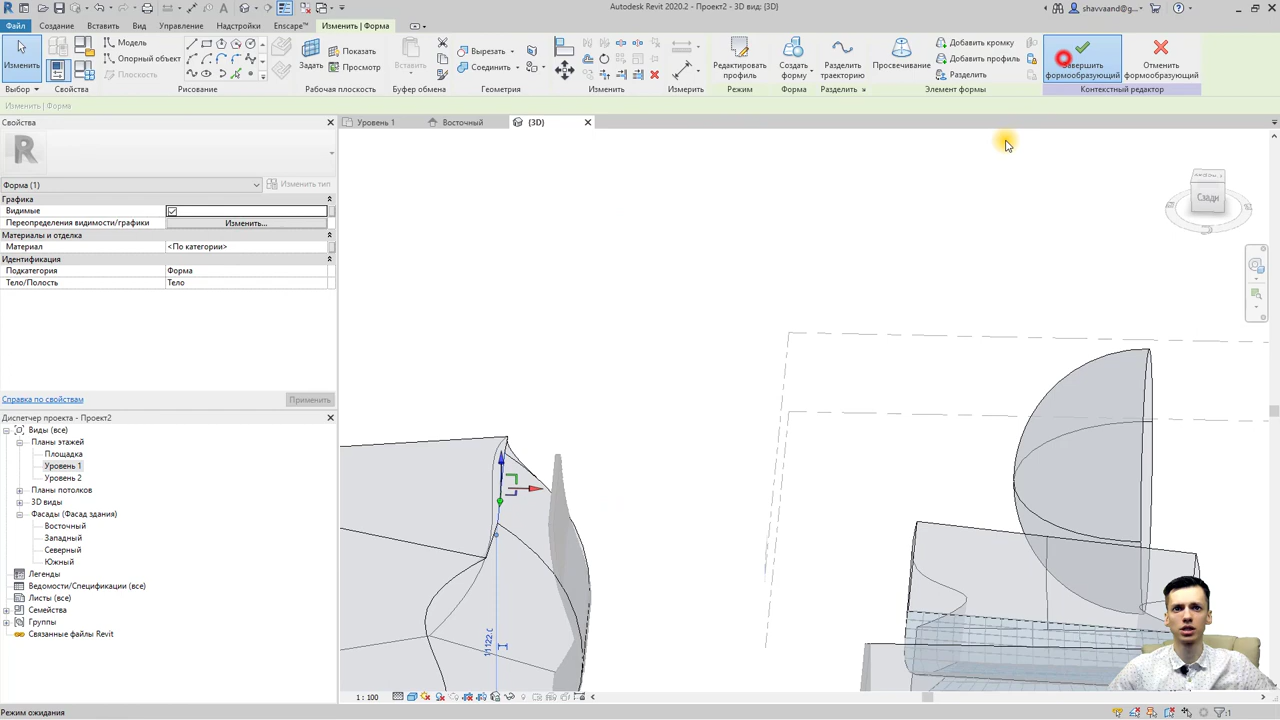 Autodesk Revit 2020.2 - Проект2 - 3D вид: {3D}
shavvaand@g...
Файл Создание Вставить Вид Управление Надстройки Enscape™ Изменить | Форма
Модель Показать Вырезать Добавить кромку
Опорный объект Просмотр Соединить Добавить профиль
Плоскость Разделить
Изменить Задать Вставить Редактировать профиль Создать форму Разделить траекторию Просвечивание Завершить формообразующий Отменить формообразующий
Выбор Свойства Рисование Рабочая плоскость Буфер обмена Геометрия Изменить Измерить Режим Форма Разделить Элемент формы Контекстный редактор
Изменить | Форма
Свойства
Уровень 1 Восточный {3D}
R
Форма (1) Изменить тип
Графика
Видимые
Переопределения видимости/графики Изменить...
Материалы и отделка
Материал <По категории>
Идентификация
Подкатегория Форма
Тело/Полость Тело
Сзади
Справка по свойствам Применить
Диспетчер проекта - Проект2
Виды (все)
Планы этажей
Площадка
Уровень 1
Уровень 2
Планы потолков
3D виды
Фасады (Фасад здания)
Восточный
Западный
Северный
Южный
Легенды
Ведомости/Спецификации (все)
Листы (все)
Семейства
Группы
Связанные файлы Revit
1 : 100
Режим ожидания
:1